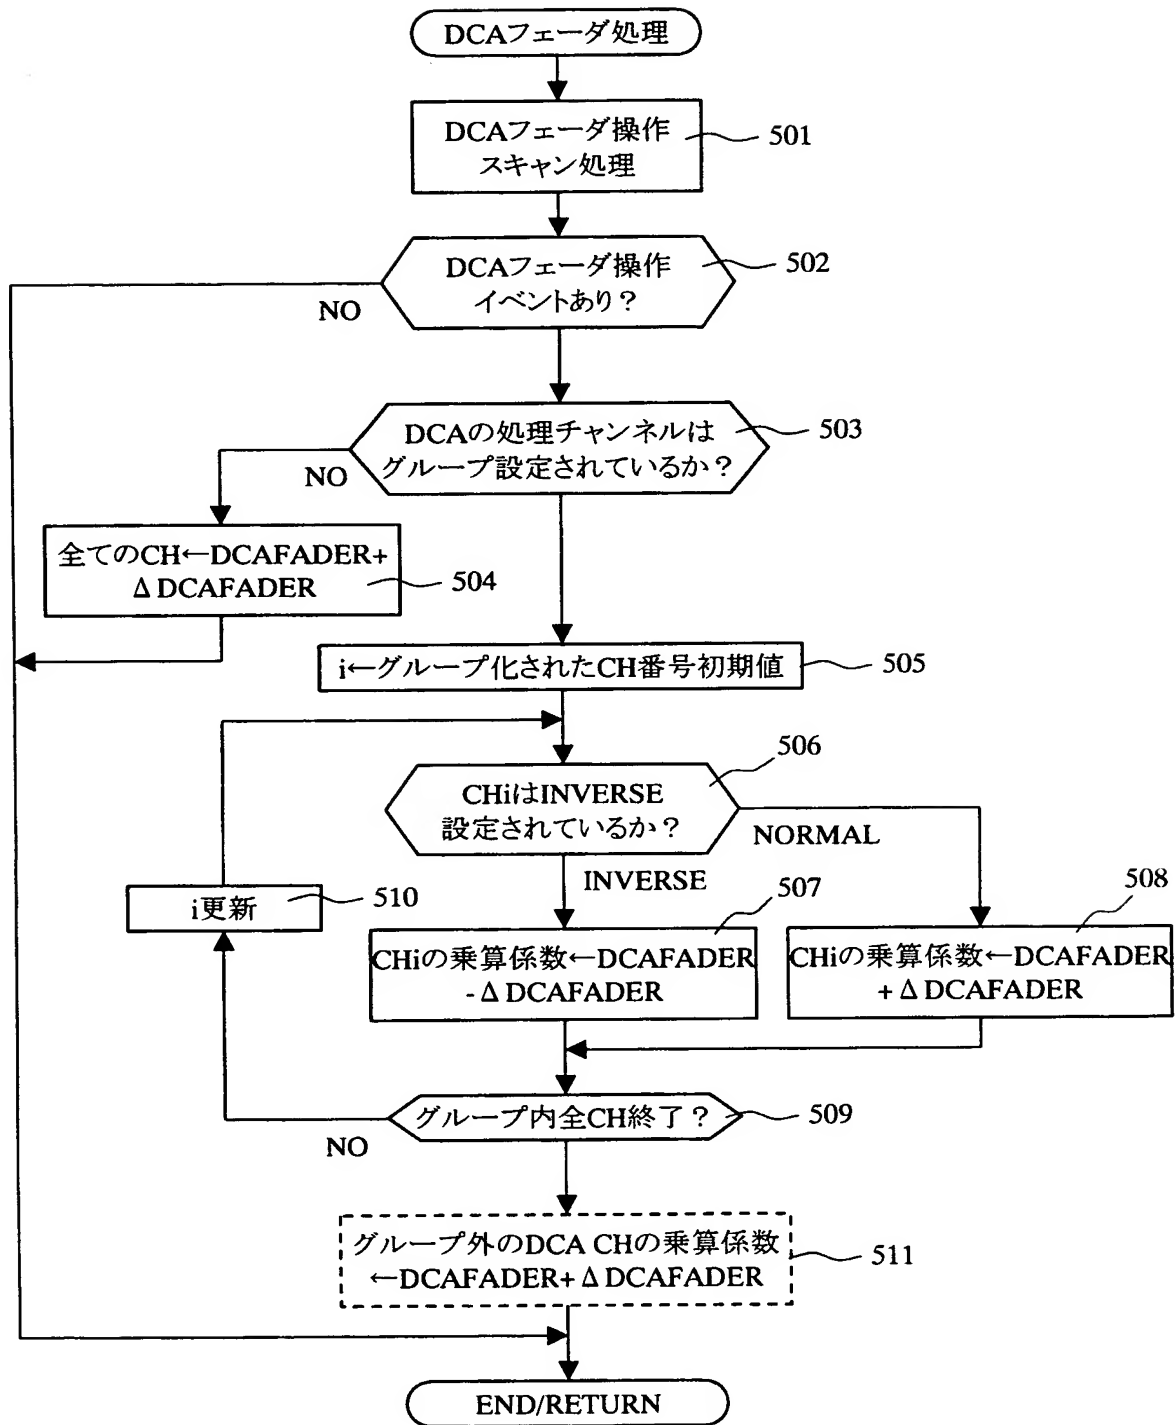 DCAフェーダ処理
DCAフェーダ操作
スキャン処理
501
DCAフェーダ操作
イベントあり？
502
NO
DCAの処理チャンネルは
グループ設定されているか？
503
NO
全てのCH←DCAFADER+
Δ DCAFADER
504
i←グループ化されたCH番号初期値
505
506
CHiはINVERSE
設定されているか？
NORMAL
INVERSE
507
508
i更新
510
CHiの乗算係数←DCAFADER
- Δ DCAFADER
CHiの乗算係数←DCAFADER
+ Δ DCAFADER
グループ内全CH終了？
509
NO
グループ外のDCA CHの乗算係数
←DCAFADER+ Δ DCAFADER
511
END/RETURN